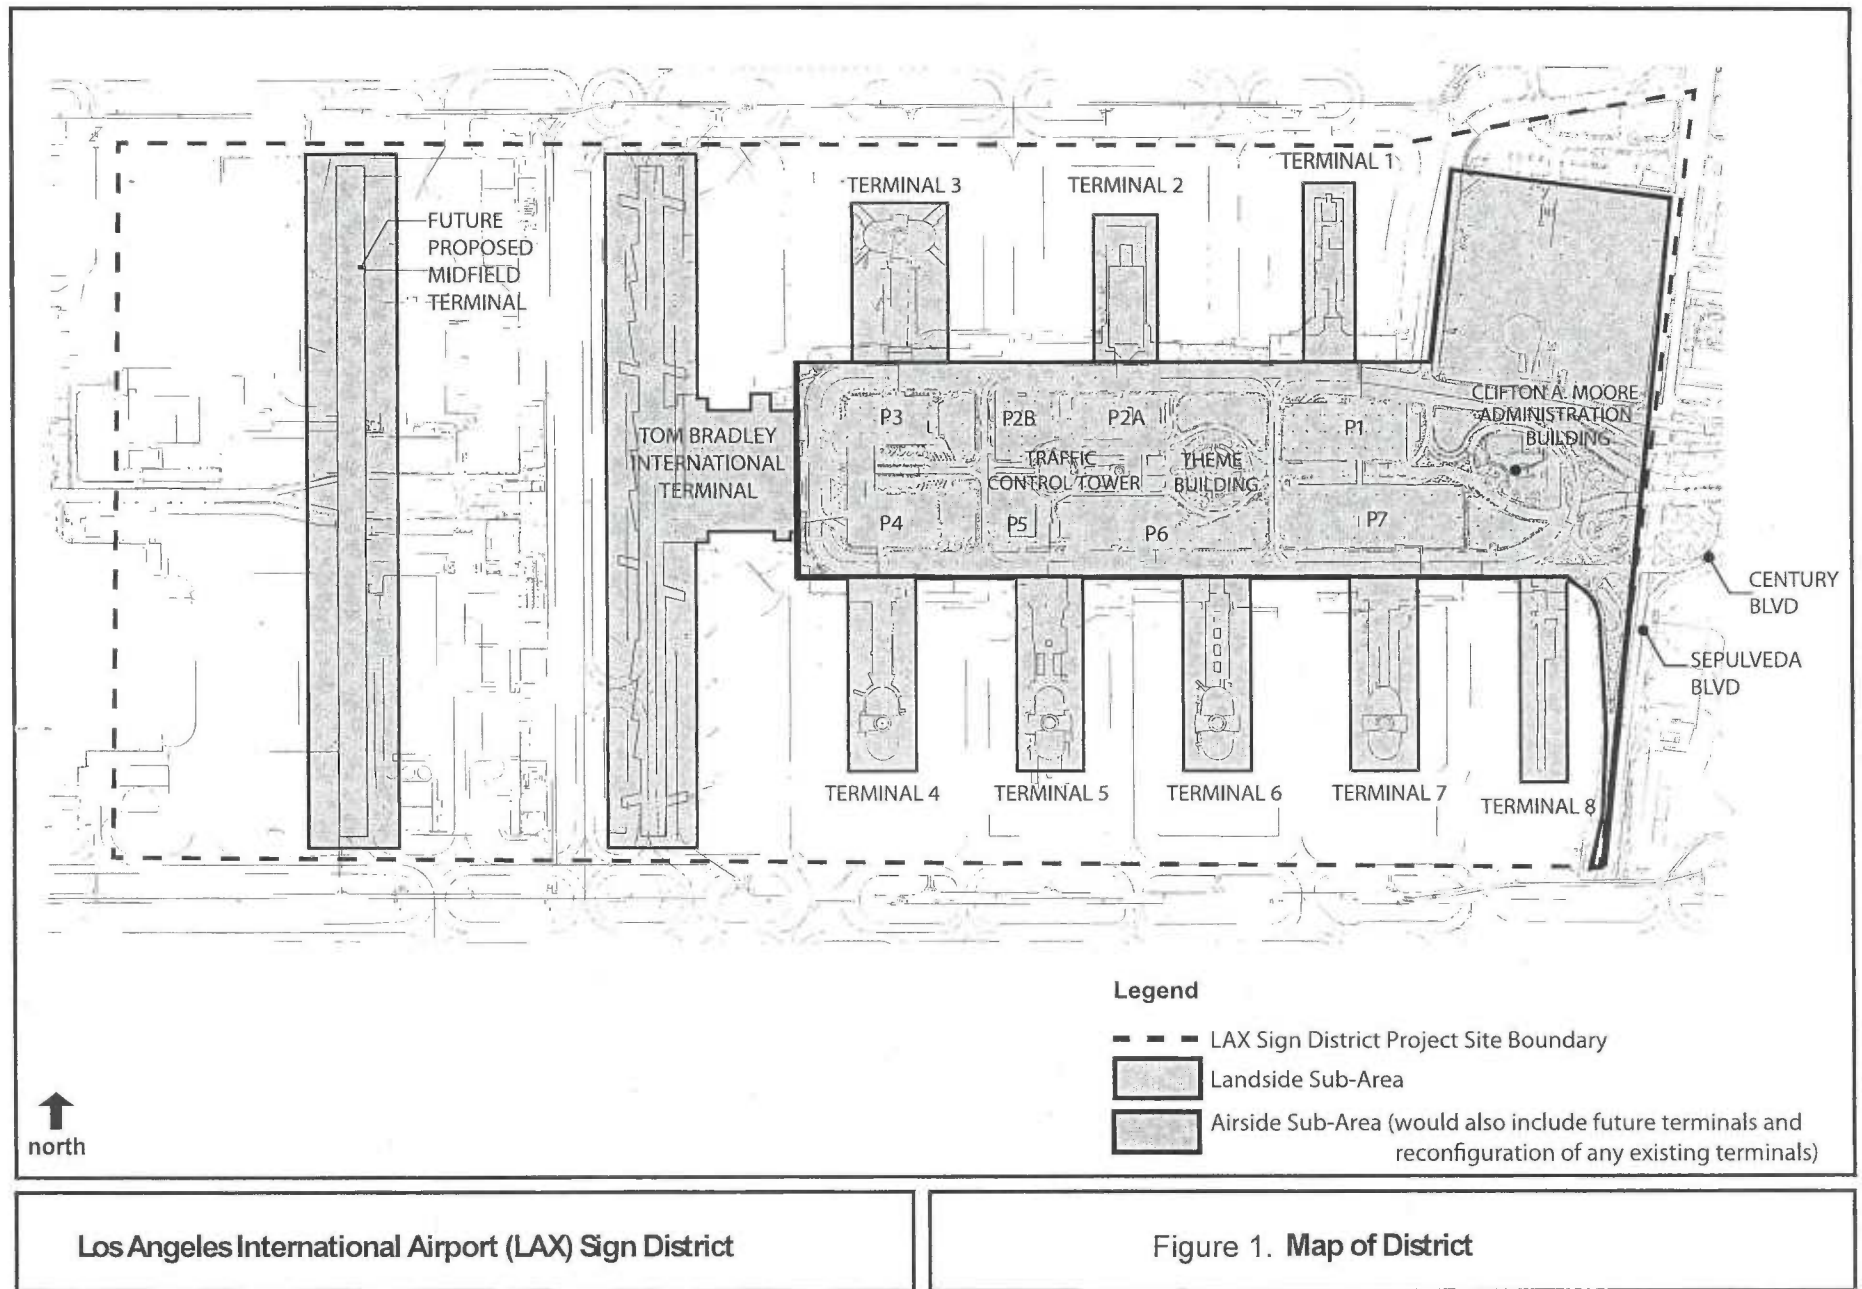 TERMINAL 1
TERMINAL 3
TERMINAL 2
FUTURE
PROPOSED
MIDFIELD
TERMINAL
CLIFTON A. MOORE
ADMINISTRATION
BUILDING
P3
P2B
P2A
P1
TOM BRADLEY
INTERNATIONAL
TERMINAL
TRAFFIC
CONTROL TOWER
THEME
BUILDING
P4
P5
P6
P7
CENTURY
BLVD
SEPULVEDA
BLVD
TERMINAL 4
TERMINAL 5
TERMINAL 6
TERMINAL 7
TERMINAL 8
Legend
LAX Sign District Project Site Boundary
Landside Sub-Area
Airside Sub-Area (would also include future terminals and
reconfiguration of any existing terminals)
north
Los Angeles International Airport (LAX) Sign District
Figure 1. Map of District